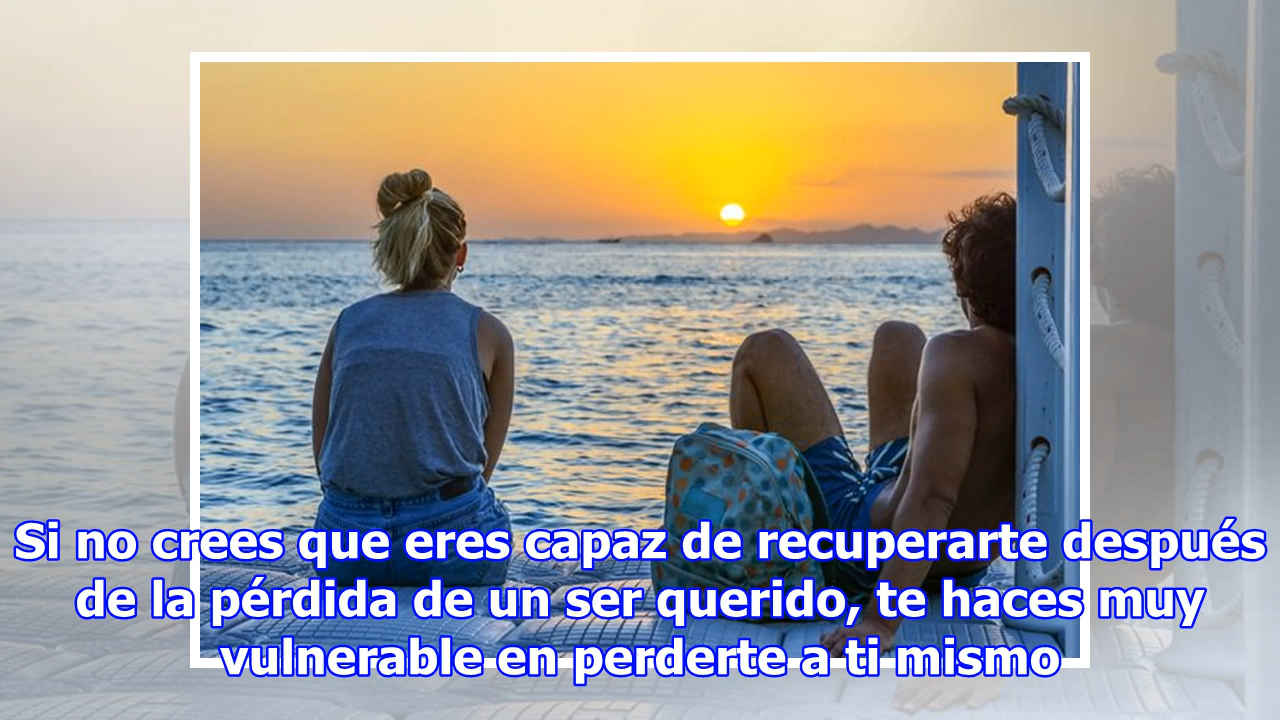 Si no crees que eres capaz de recuperarte después
de la pérdida de un ser querido, te haces muy
vulnerable en perderte a ti mismo